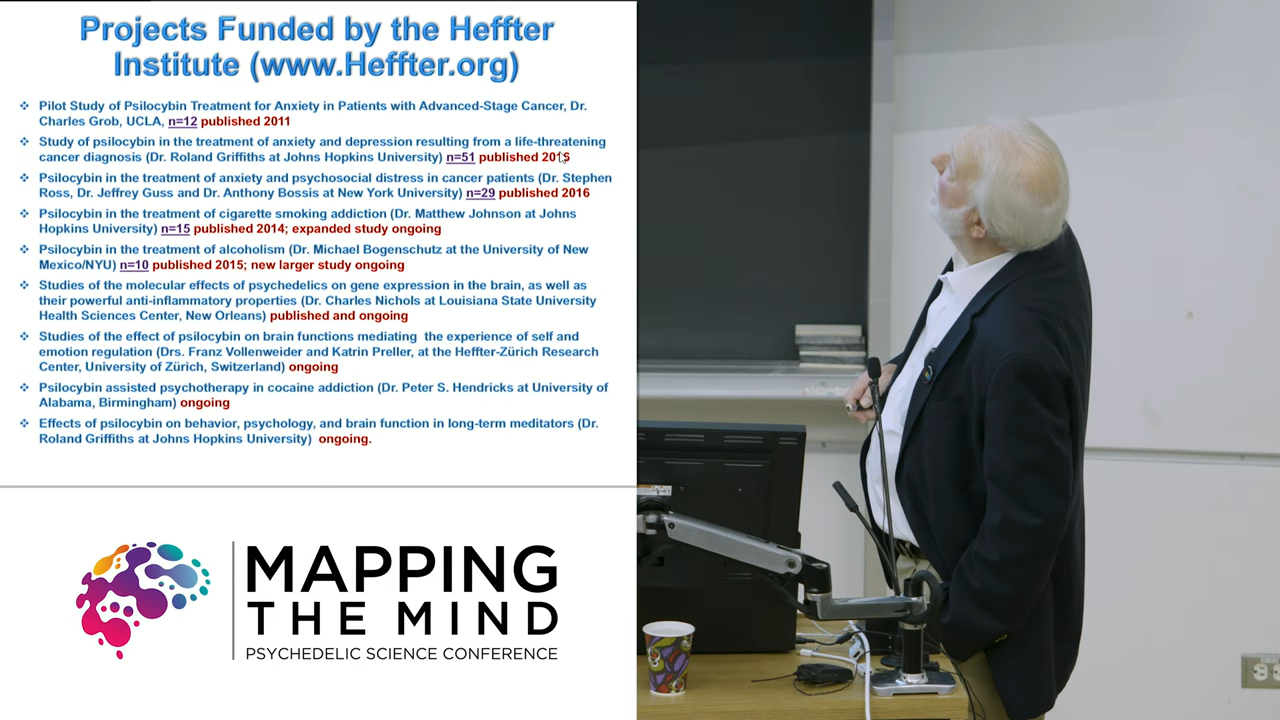 Projects Funded by the Heffter
Institute (www.Heffter.org)
Pilot Study of Psilocybin Treatment for Anxiety in Patients with Advanced-Stage Cancer, Dr.
Charles Grob, UCLA, n=12 published 2011
Study of psilocybin in the treatment of anxiety and depression resulting from a life-threatening
cancer diagnosis (Dr. Roland Griffiths at Johns Hopkins University) n=51 published 2016
Psilocybin in the treatment of anxiety and psychosocial distress in cancer patients (Dr. Stephen
Ross, Dr. Jeffrey Guss and Dr. Anthony Bossis at New York University) n=29 published 2016
Psilocybin in the treatment of cigarette smoking addiction (Dr. Matthew Johnson at Johns
Hopkins University) n=15 published 2014; expanded study ongoing
Psilocybin in the treatment of alcoholism (Dr. Michael Bogenschutz at the University of New
Mexico/NYU) n=10 published 2015; new larger study ongoing
Studies of the molecular effects of psychedelics on gene expression in the brain, as well as
their powerful anti-inflammatory properties (Dr. Charles Nichols at Louisiana State University
Health Sciences Center, New Orleans) published and ongoing
Studies of the effect of psilocybin on brain functions mediating the experience of self and
emotion regulation (Drs. Franz Vollenweider and Katrin Preller, at the Heffter-Zürich Research
Center, University of Zürich, Switzerland) ongoing
Psilocybin assisted psychotherapy in cocaine addiction (Dr. Peter S. Hendricks at University of
Alabama, Birmingham) ongoing
Effects of psilocybin on behavior, psychology, and brain function in long-term meditators (Dr.
Roland Griffiths at Johns Hopkins University) ongoing.
MAPPING
THE MIND
PSYCHEDELIC SCIENCE CONFERENCE